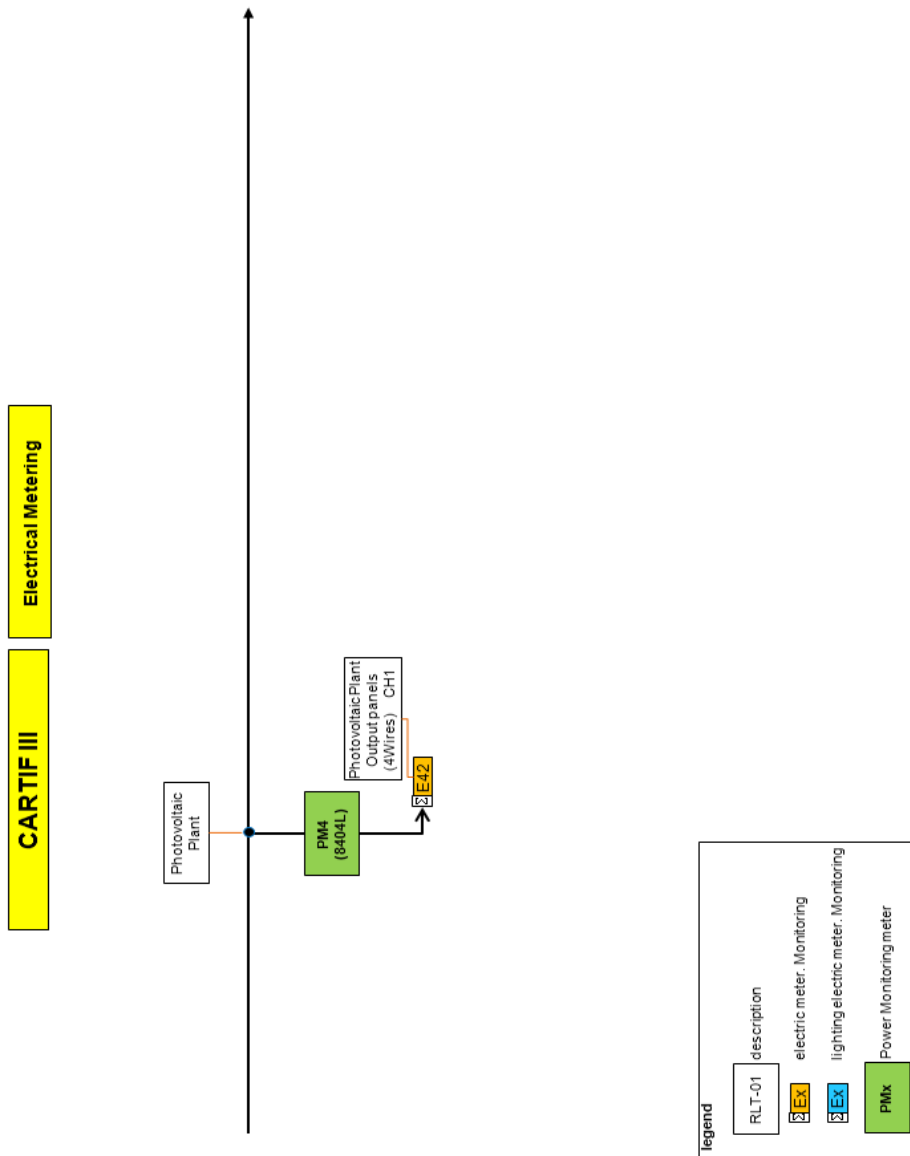 CARTIF III
Electrical Metering
Photovoltaic
Plant
PM4
(8404L)
Photovoltaic Plant
Output panels
(4Wires) CH1
Σ E42
legend
RLT-01 description
Σ Ex electric meter. Monitoring
Σ Ex lighting electric meter. Monitoring
PMx Power Monitoring meter